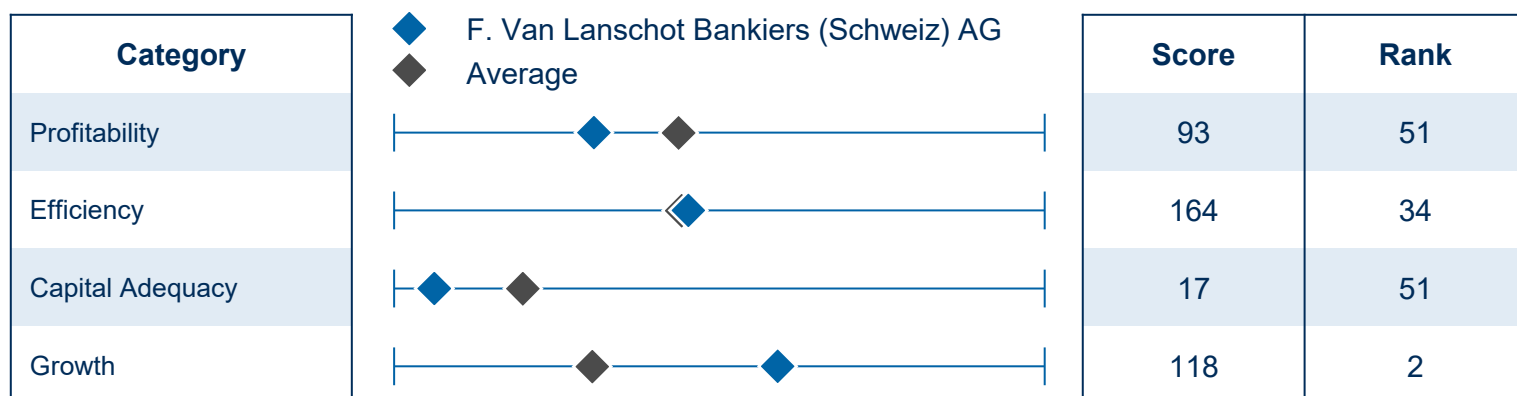 Category
F. Van Lanschot Bankiers (Schweiz) AG
Average
Score Rank
Profitability 93 51
Efficiency 164 34
Capital Adequacy 17 51
Growth 118 2